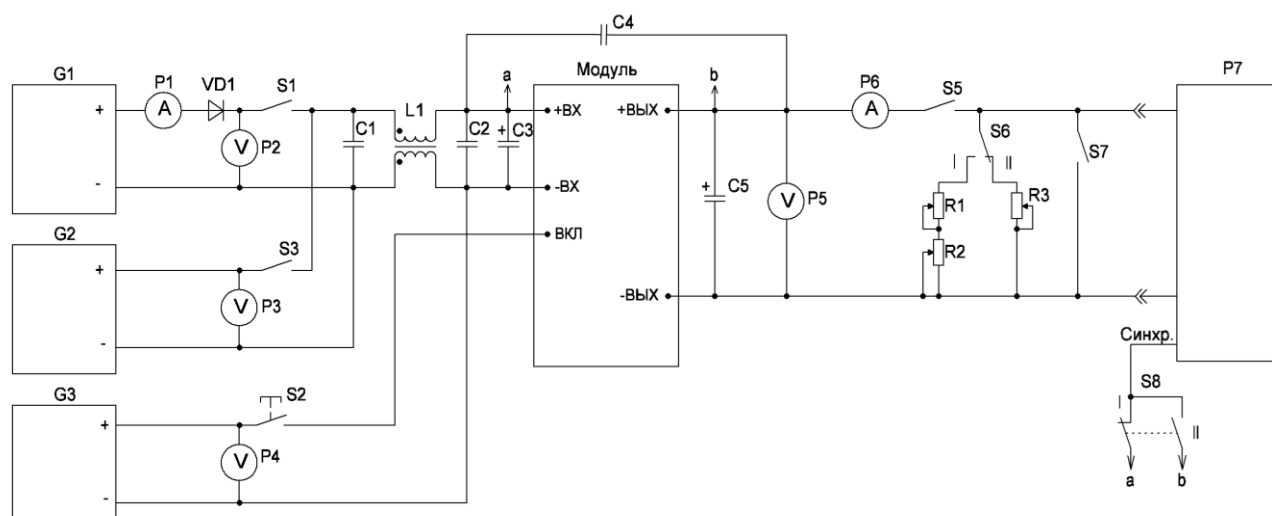 C4
G1
P1
VD1
S1
a
Модуль
b
P7
+
A
L1
+ВХ
+ВЫХ
P6
A
S5
V
P2
C1
C2
+
C3
S6
S7
I
II
-
-ВХ
+
C5
V
P5
R1
R3
G2
ВКЛ
+
S3
R2
V
P3
-ВЫХ
-
Синхр.
G3
S2
S8
+
I
V
P4
II
-
a
b